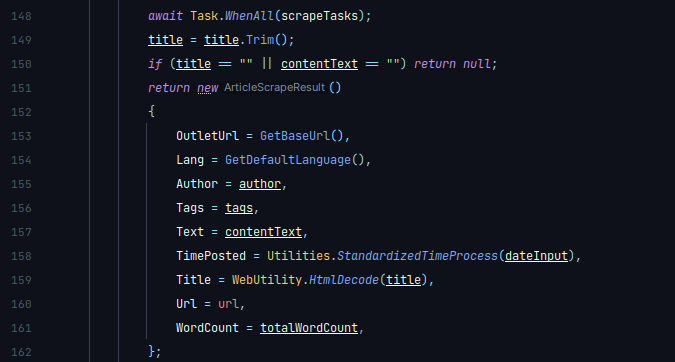 148 await Task.WhenAll(scrapeTasks);
149 title = title.Trim();
150 if (title == "" || contentText == "") return null;
151 return new ArticleScrapeResult ()
152 {
153 OutletUrl = GetBaseUrl(),
154 Lang = GetDefaultLanguage(),
155 Author = author,
156 Tags = tags,
157 Text = contentText,
158 TimePosted = Utilities.StandardizedTimeProcess(dateInput),
159 Title = WebUtility.HtmlDecode(title),
160 Url = url,
161 WordCount = totalWordCount,
162 };